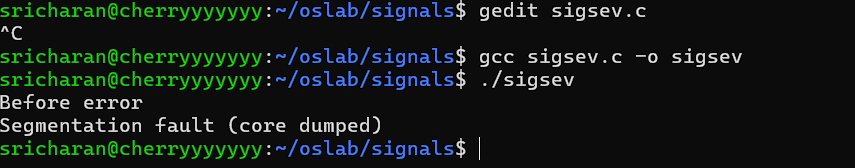 sricharan@cherryyyyyyy:~/oslab/signals$ gedit sigsev.c
^C
sricharan@cherryyyyyyy:~/oslab/signals$ gcc sigsev.c -o sigsev
sricharan@cherryyyyyyy:~/oslab/signals$ ./sigsev
Before error
Segmentation fault (core dumped)
sricharan@cherryyyyyyy:~/oslab/signals$